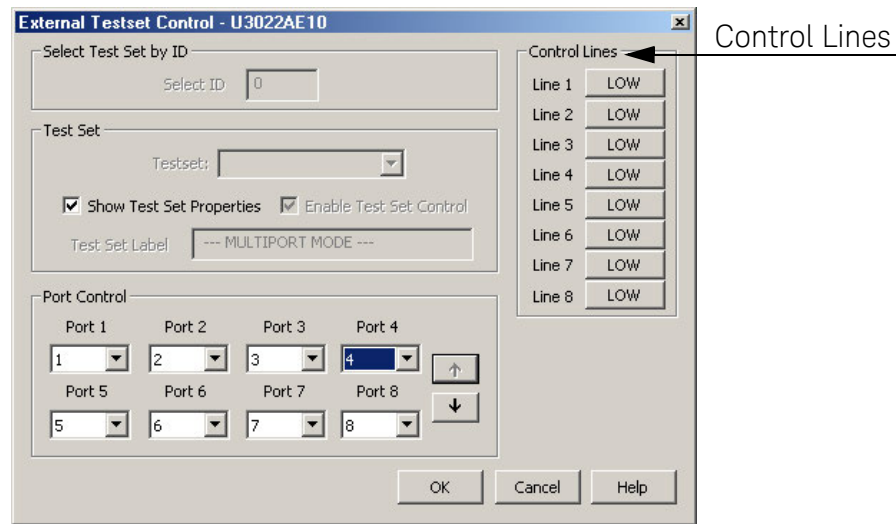 External Testset Control - U3022AE10
Select Test Set by ID
Select ID 0
Test Set
Testset:
Show Test Set Properties Enable Test Set Control
Test Set Label --- MULTIPORT MODE ---
Port Control
Port 1 Port 2 Port 3 Port 4
1 2 3 4
Port 5 Port 6 Port 7 Port 8
5 6 7 8
Control Lines
Line 1 LOW
Line 2 LOW
Line 3 LOW
Line 4 LOW
Line 5 LOW
Line 6 LOW
Line 7 LOW
Line 8 LOW
OK Cancel Help
Control Lines